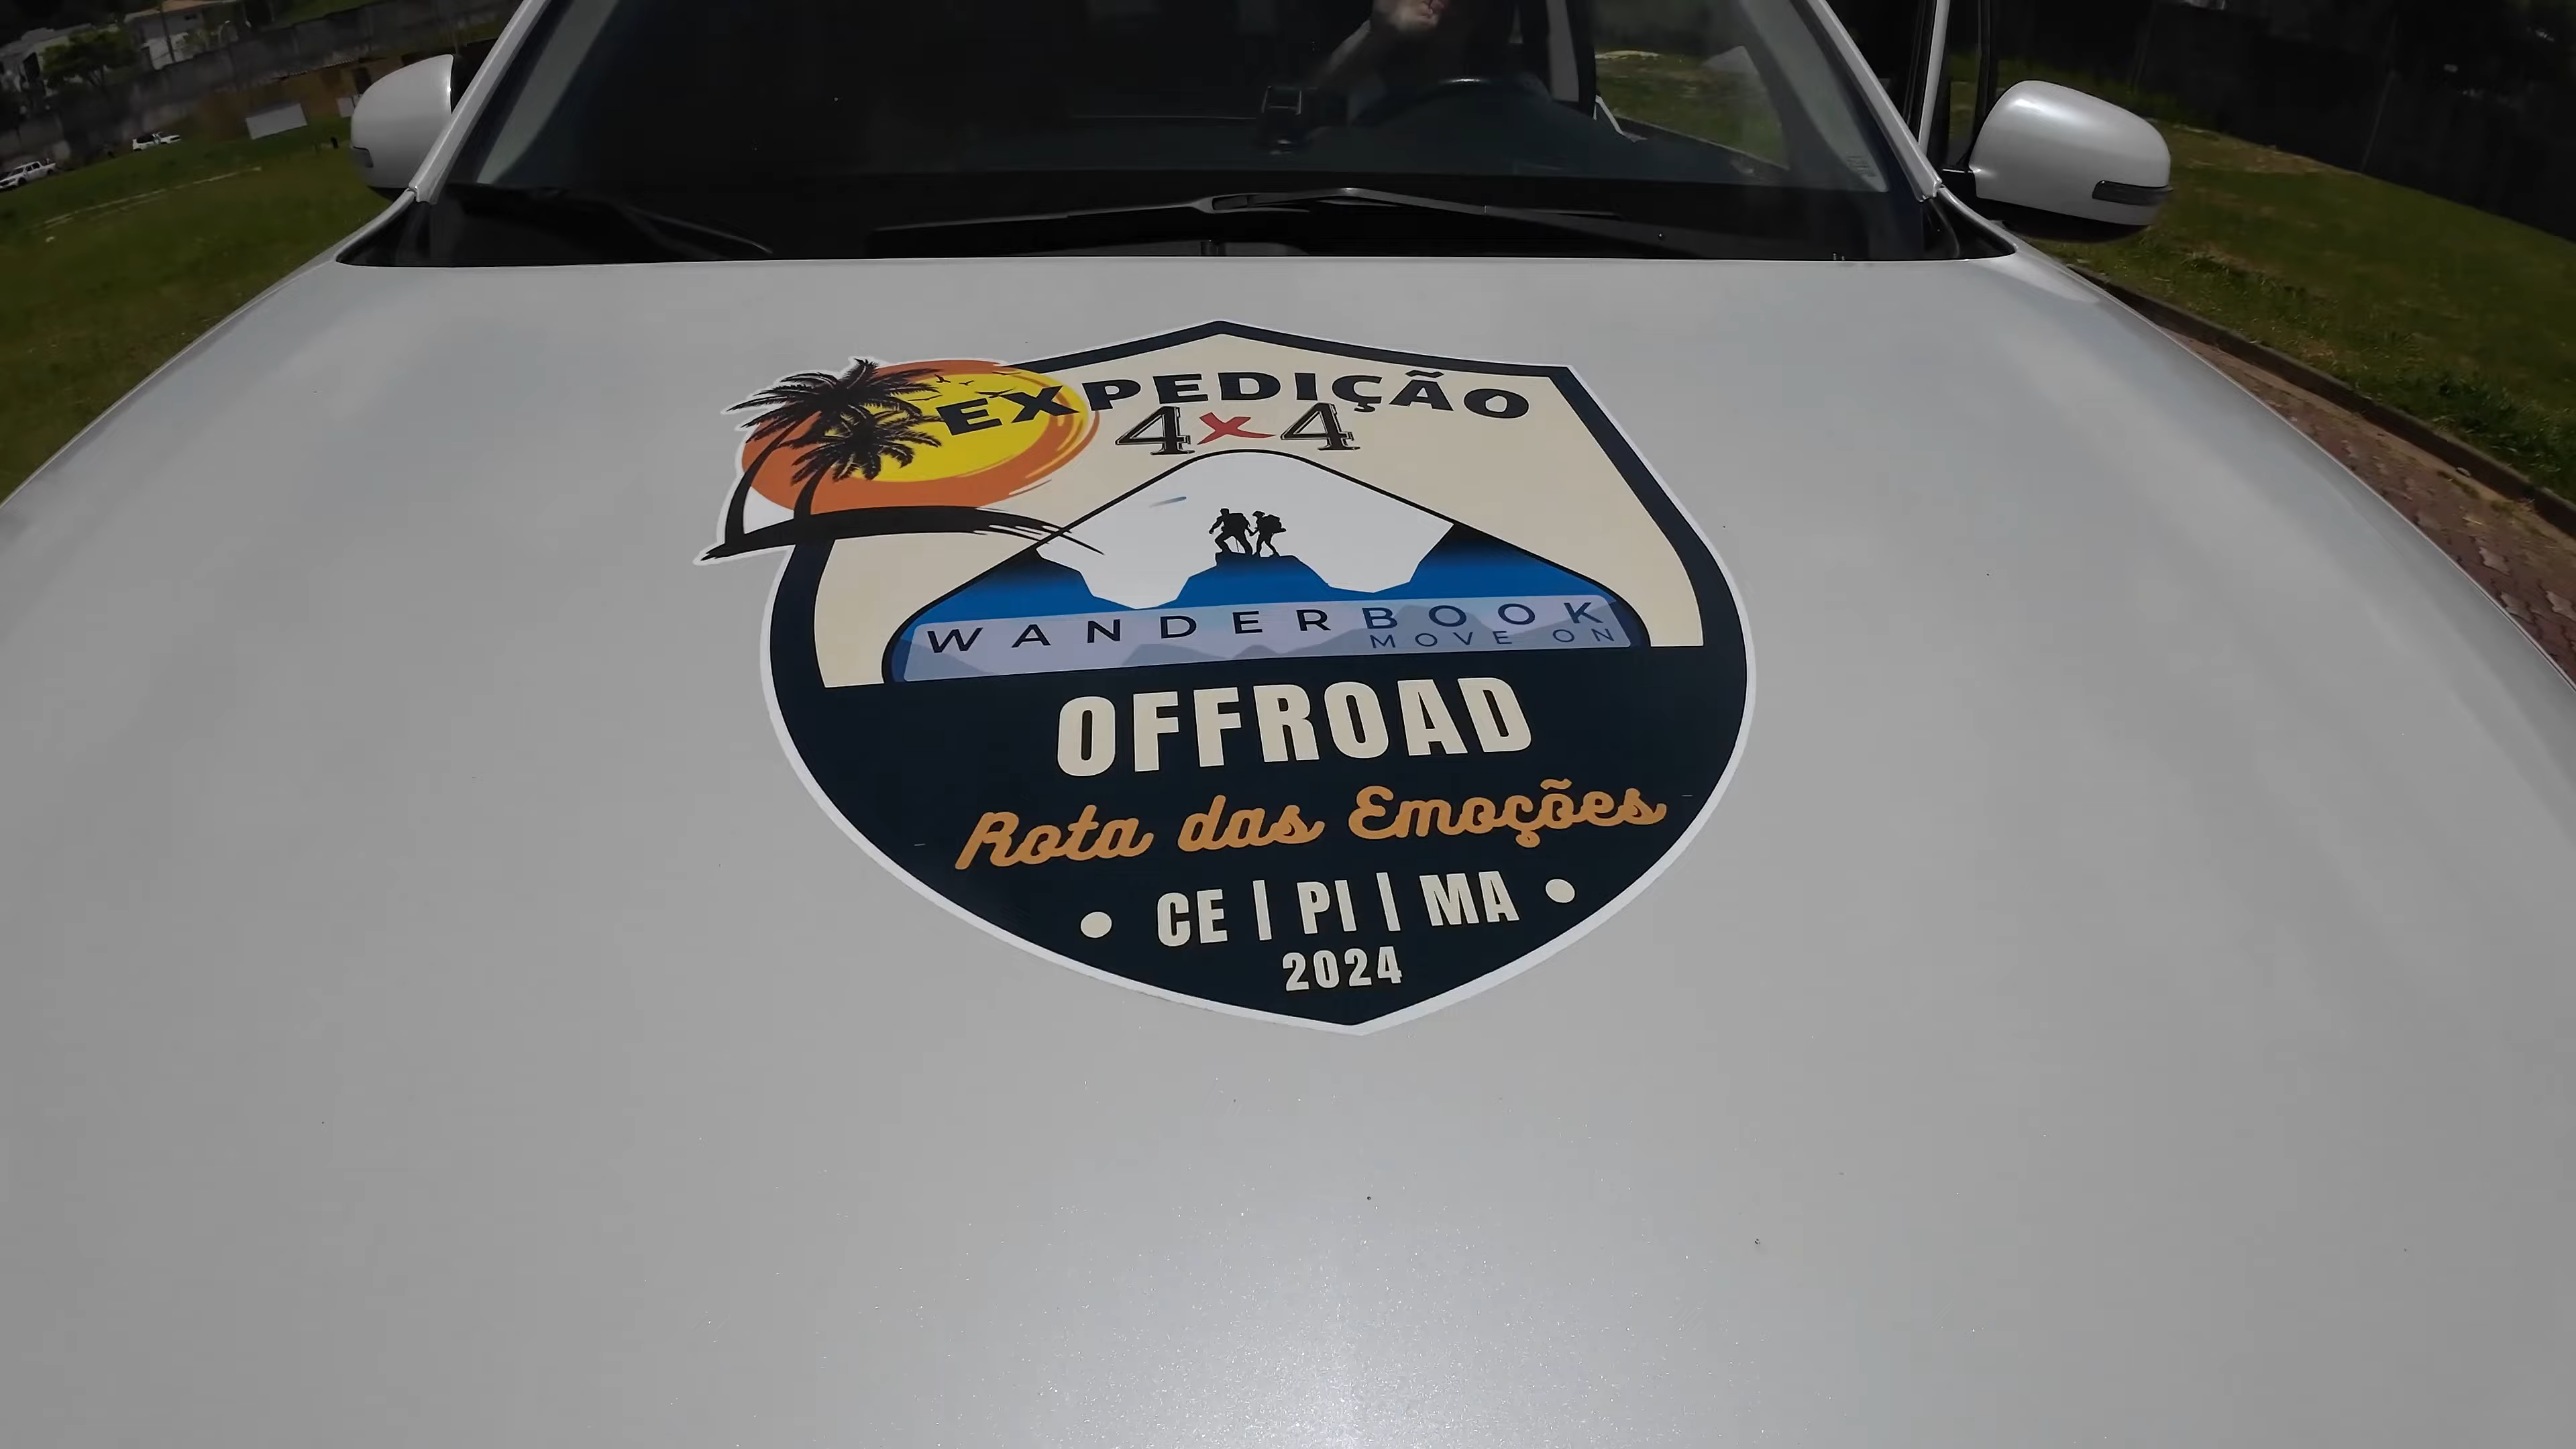 EXPEDIÇÃO
4x4
WANDERBOOK
MOVE ON
OFFROAD
Rota das Emoções
• CE | PI | MA •
2024